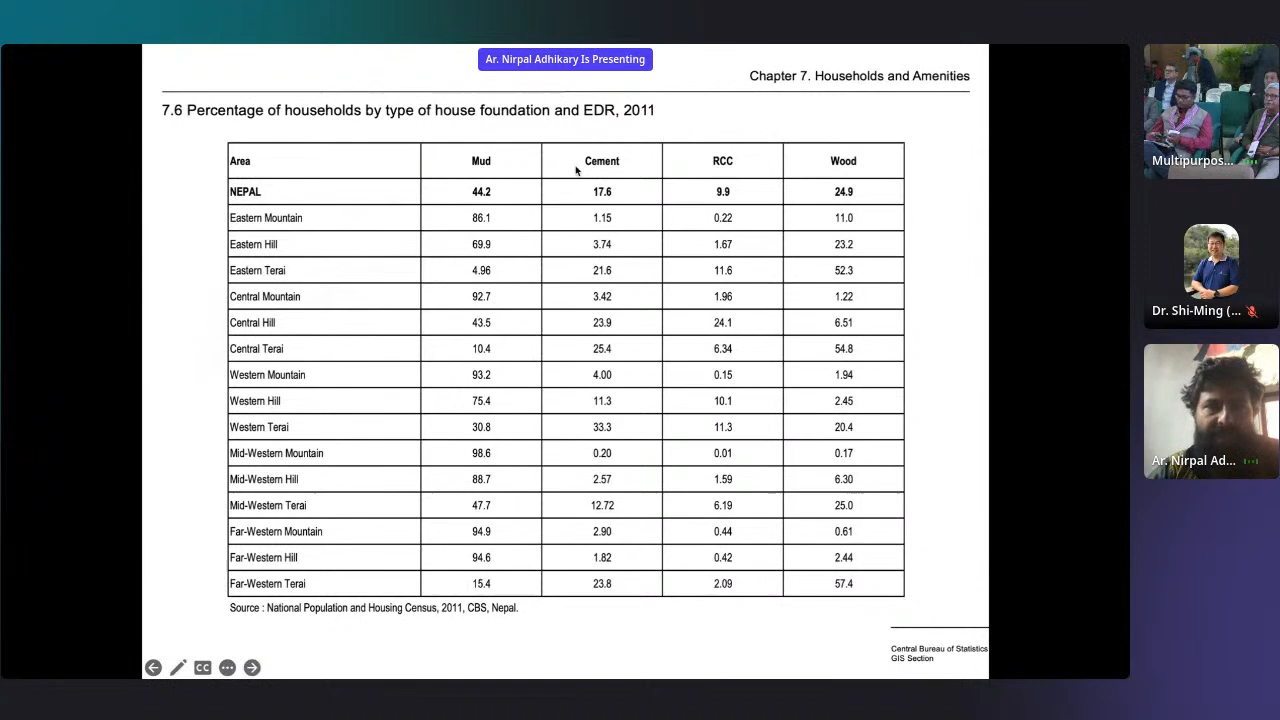 Ar. Nirpal Adhikary Is Presenting
Chapter 7. Households and Amenities
7.6 Percentage of households by type of house foundation and EDR, 2011
Area Mud Cement RCC Wood
NEPAL 44.2 17.6 9.9 24.9
Eastern Mountain 86.1 1.15 0.22 11.0
Eastern Hill 69.9 3.74 1.67 23.2
Eastern Terai 4.96 21.6 11.6 52.3
Central Mountain 92.7 3.42 1.96 1.22
Central Hill 43.5 23.9 24.1 6.51
Central Terai 10.4 25.4 6.34 54.8
Western Mountain 93.2 4.00 0.15 1.94
Western Hill 75.4 11.3 10.1 2.45
Western Terai 30.8 33.3 11.3 20.4
Mid-Western Mountain 98.6 0.20 0.01 0.17
Mid-Western Hill 88.7 2.57 1.59 6.30
Mid-Western Terai 47.7 12.72 6.19 25.0
Far-Western Mountain 94.9 2.90 0.44 0.61
Far-Western Hill 94.6 1.82 0.42 2.44
Far-Western Terai 15.4 23.8 2.09 57.4
Source : National Population and Housing Census, 2011, CBS, Nepal.
Central Bureau of Statistics
GIS Section
CC
Multipurpos...
Dr. Shi-Ming (...
Ar. Nirpal Ad...